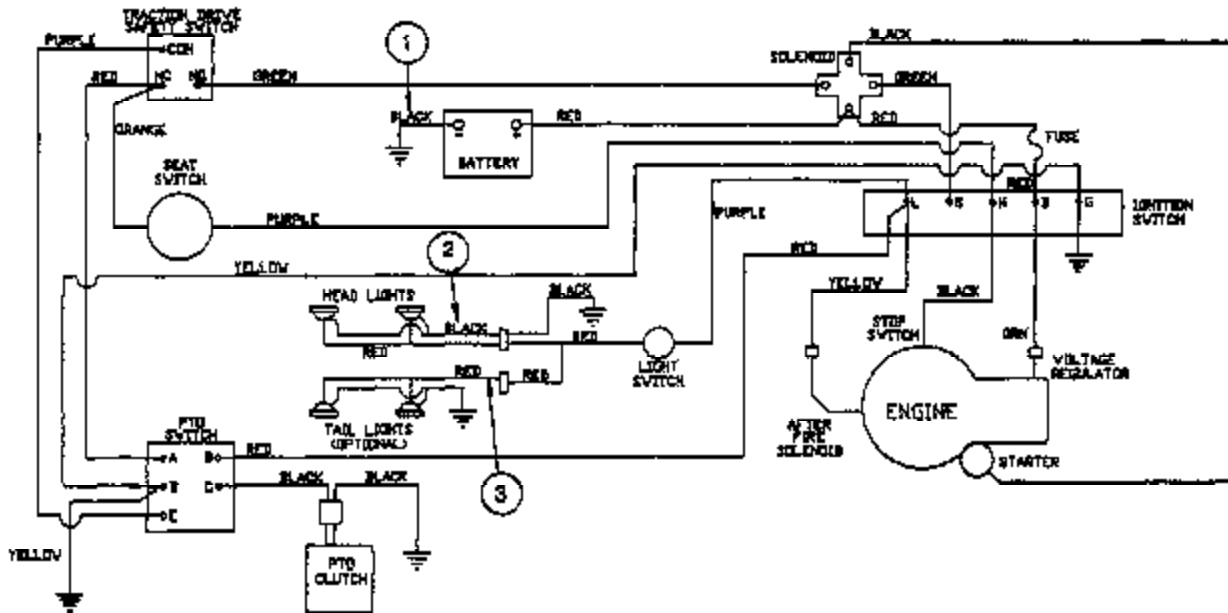 TRACTION DRIVE
SAFETY SWITCH
PURPLE
COM
RED
NC
NO
GREEN
ORANGE
1
BLACK
BATTERY
RED
SOLENOID
BLACK
GREEN
RED
FUSE
SEAT
SWITCH
PURPLE
PURPLE
RED
L
S
M
B
G
IGNITION
SWITCH
RED
YELLOW
2
HEAD LIGHTS
BLACK
BLACK
RED
RED
LIGHT
SWITCH
YELLOW
BLACK
STOP
SWITCH
VOLTAGE
REGULATOR
RED
RED
TAIL LIGHTS
(OPTIONAL)
ENGINE
AFTER
FIRE
SOLENOID
STARTER
PTO
SWITCH
A
RED
C
BLACK
BLACK
3
E
YELLOW
PTO
CLUTCH